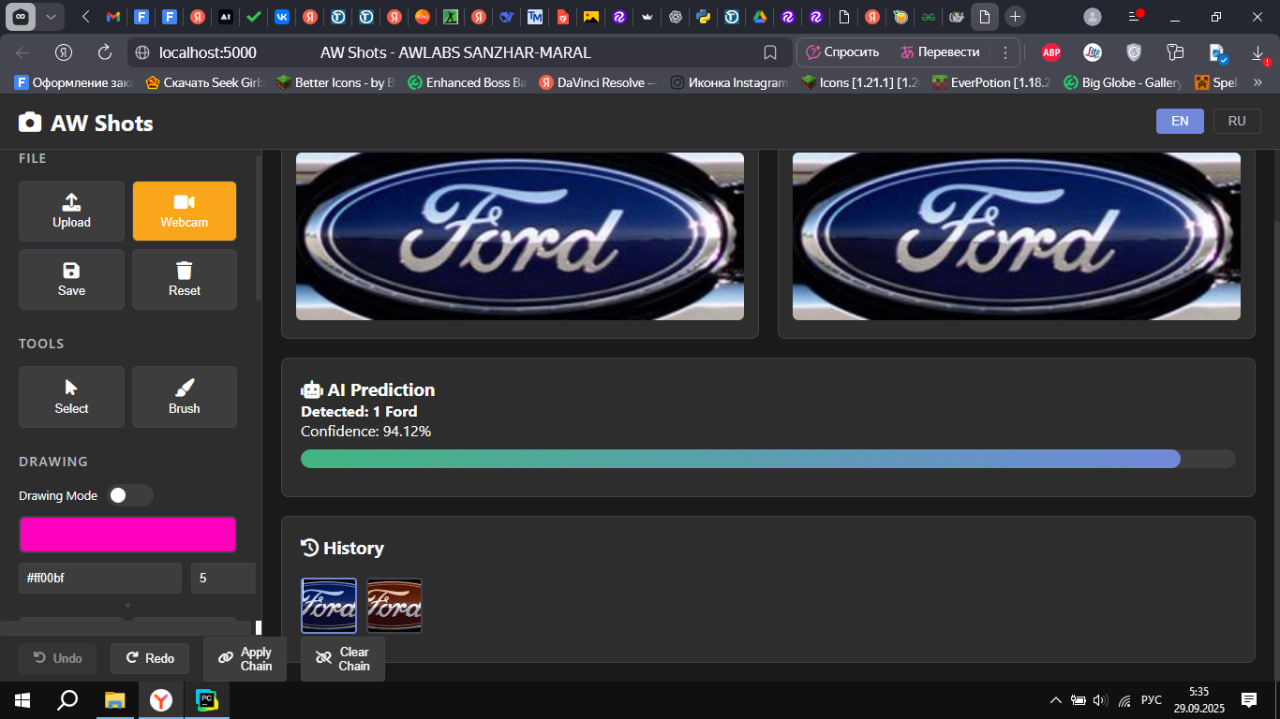 localhost:5000
AW Shots - AWLABS SANZHAR-MARAL
Спросить
Перевести
ABP
Lite
Оформление зака
Скачать Seek Girl
Better Icons - by B
Enhanced Boss Ba
DaVinci Resolve —
Иконка Instagram
Icons [1.21.1] [1.2
EverPotion [1.18.2
Big Globe - Gallery
Spel
AW Shots
EN
RU
FILE
Upload
Webcam
Save
Reset
TOOLS
Select
Brush
DRAWING
Drawing Mode
#ff00bf
5
Ford
Ford
AI Prediction
Detected: 1 Ford
Confidence: 94.12%
History
Ford
Ford
Undo
Redo
Apply
Chain
Clear
Chain
PC
РУС
5:35
29.09.2025